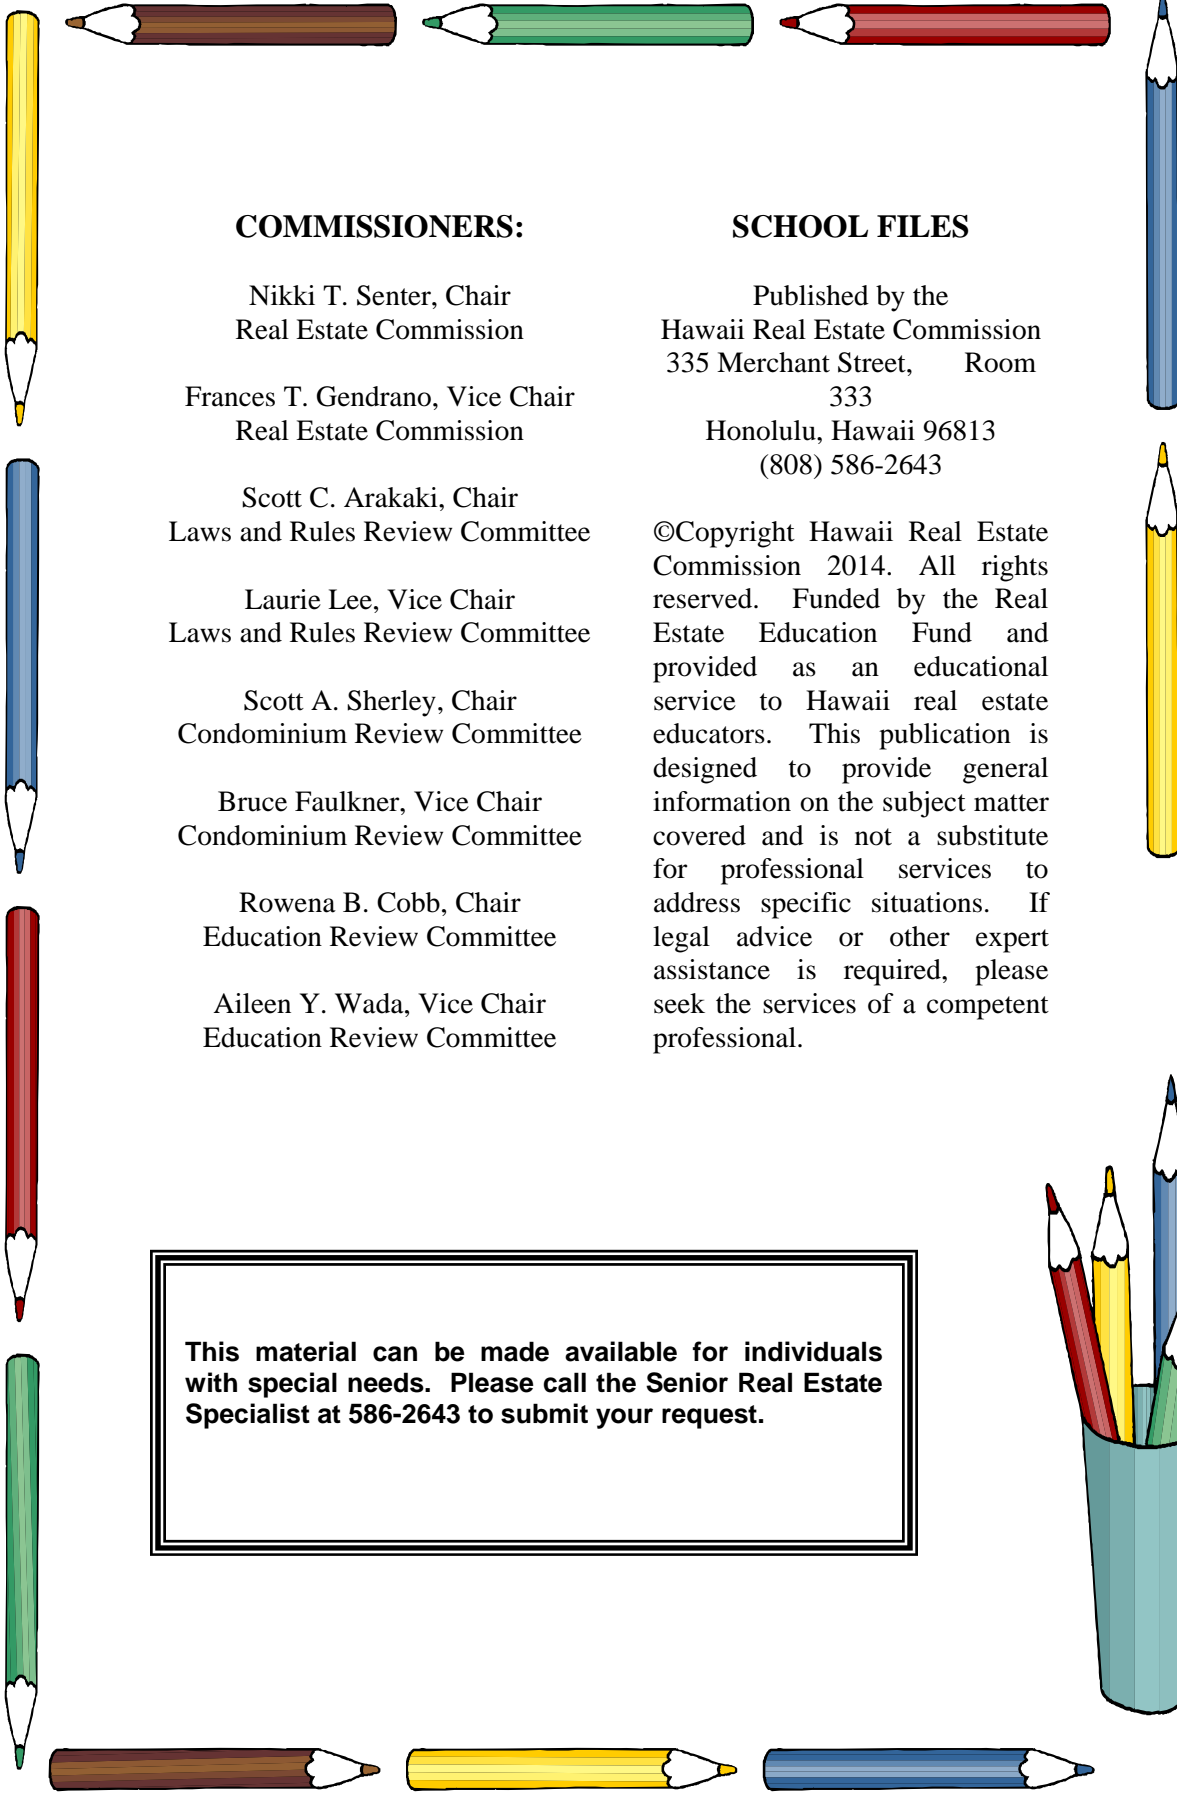 COMMISSIONERS:
Nikki T. Senter, Chair
Real Estate Commission
Frances T. Gendrano, Vice Chair
Real Estate Commission
Scott C. Arakaki, Chair
Laws and Rules Review Committee
Laurie Lee, Vice Chair
Laws and Rules Review Committee
Scott A. Sherley, Chair
Condominium Review Committee
Bruce Faulkner, Vice Chair
Condominium Review Committee
Rowena B. Cobb, Chair
Education Review Committee
Aileen Y. Wada, Vice Chair
Education Review Committee
SCHOOL FILES
Published by the
Hawaii Real Estate Commission
335 Merchant Street, Room
333
Honolulu, Hawaii 96813
(808) 586-2643
©Copyright Hawaii Real Estate
Commission 2014. All rights
reserved. Funded by the Real
Estate Education Fund and
provided as an educational
service to Hawaii real estate
educators. This publication is
designed to provide general
information on the subject matter
covered and is not a substitute
for professional services to
address specific situations. If
legal advice or other expert
assistance is required, please
seek the services of a competent
professional.
This material can be made available for individuals
with special needs. Please call the Senior Real Estate
Specialist at 586-2643 to submit your request.